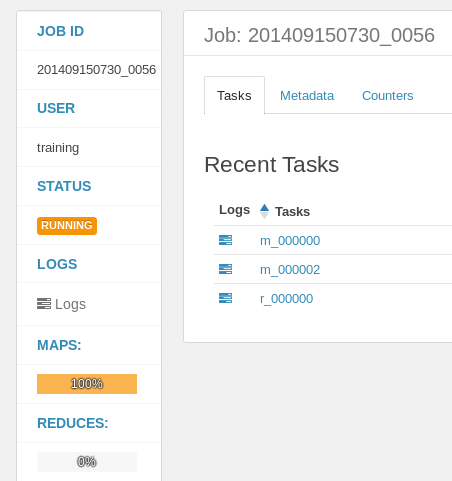 JOB ID
201409150730_0056
USER
training
STATUS
RUNNING
LOGS
Logs
MAPS:
100%
REDUCES:
0%
Job: 201409150730_0056
Tasks Metadata Counters
Recent Tasks
Logs Tasks
m_000000
m_000002
r_000000